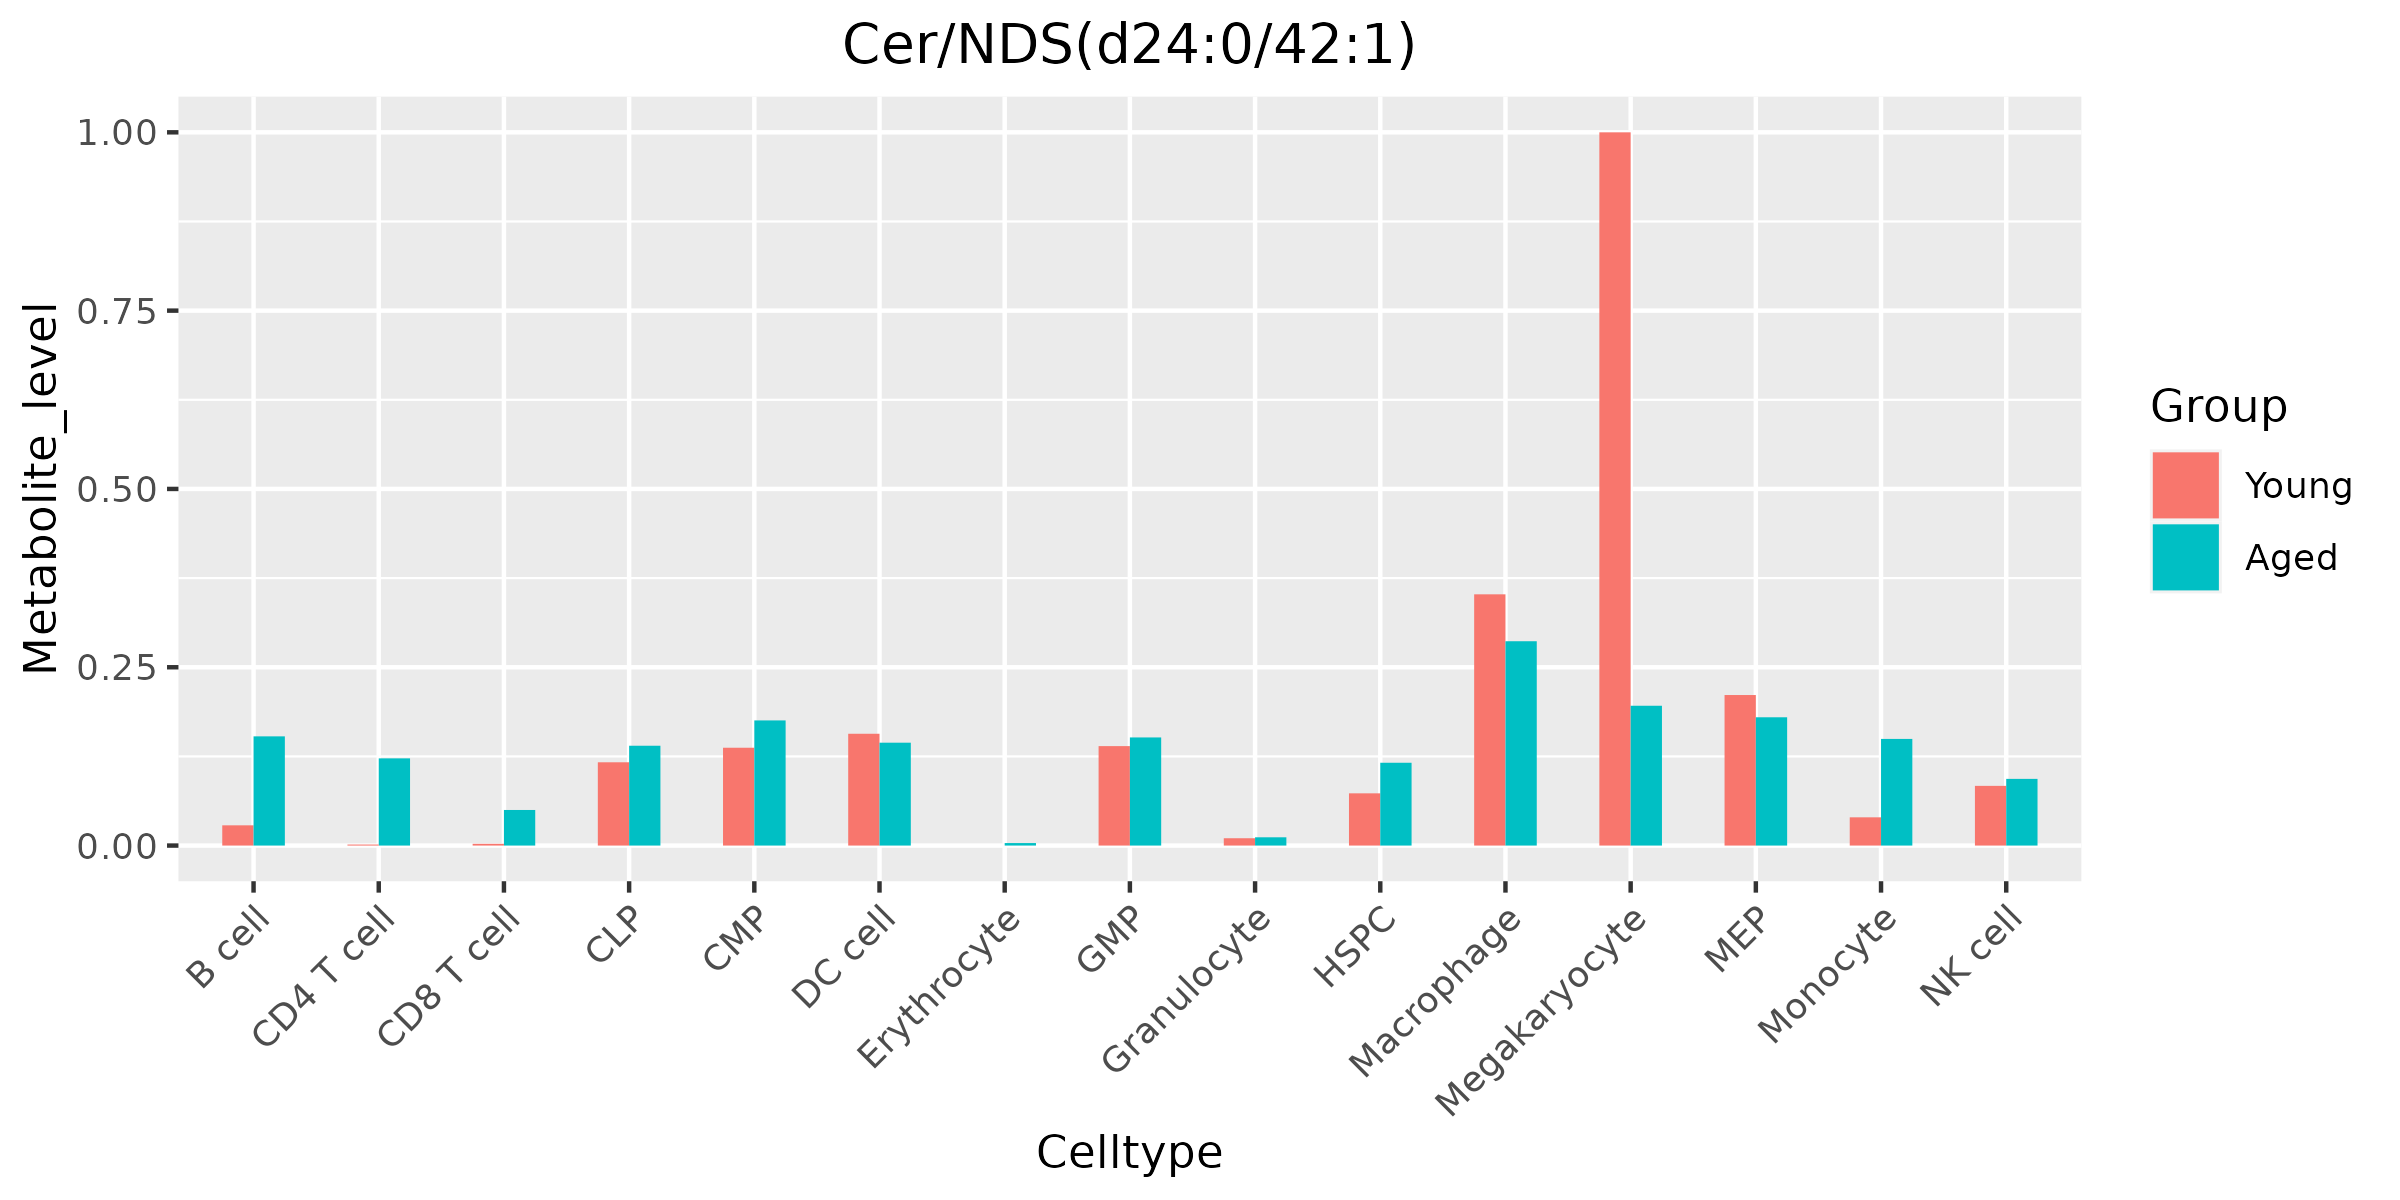 Cer/NDS(d24:0/42:1)
Metabolite_level
1.00
0.75
0.50
0.25
0.00
B cell
CD4 T cell
CD8 T cell
CLP
CMP
DC cell
Erythrocyte
GMP
Granulocyte
HSPC
Macrophage
Megakaryocyte
MEP
Monocyte
NK cell
Celltype
Group
Young
Aged